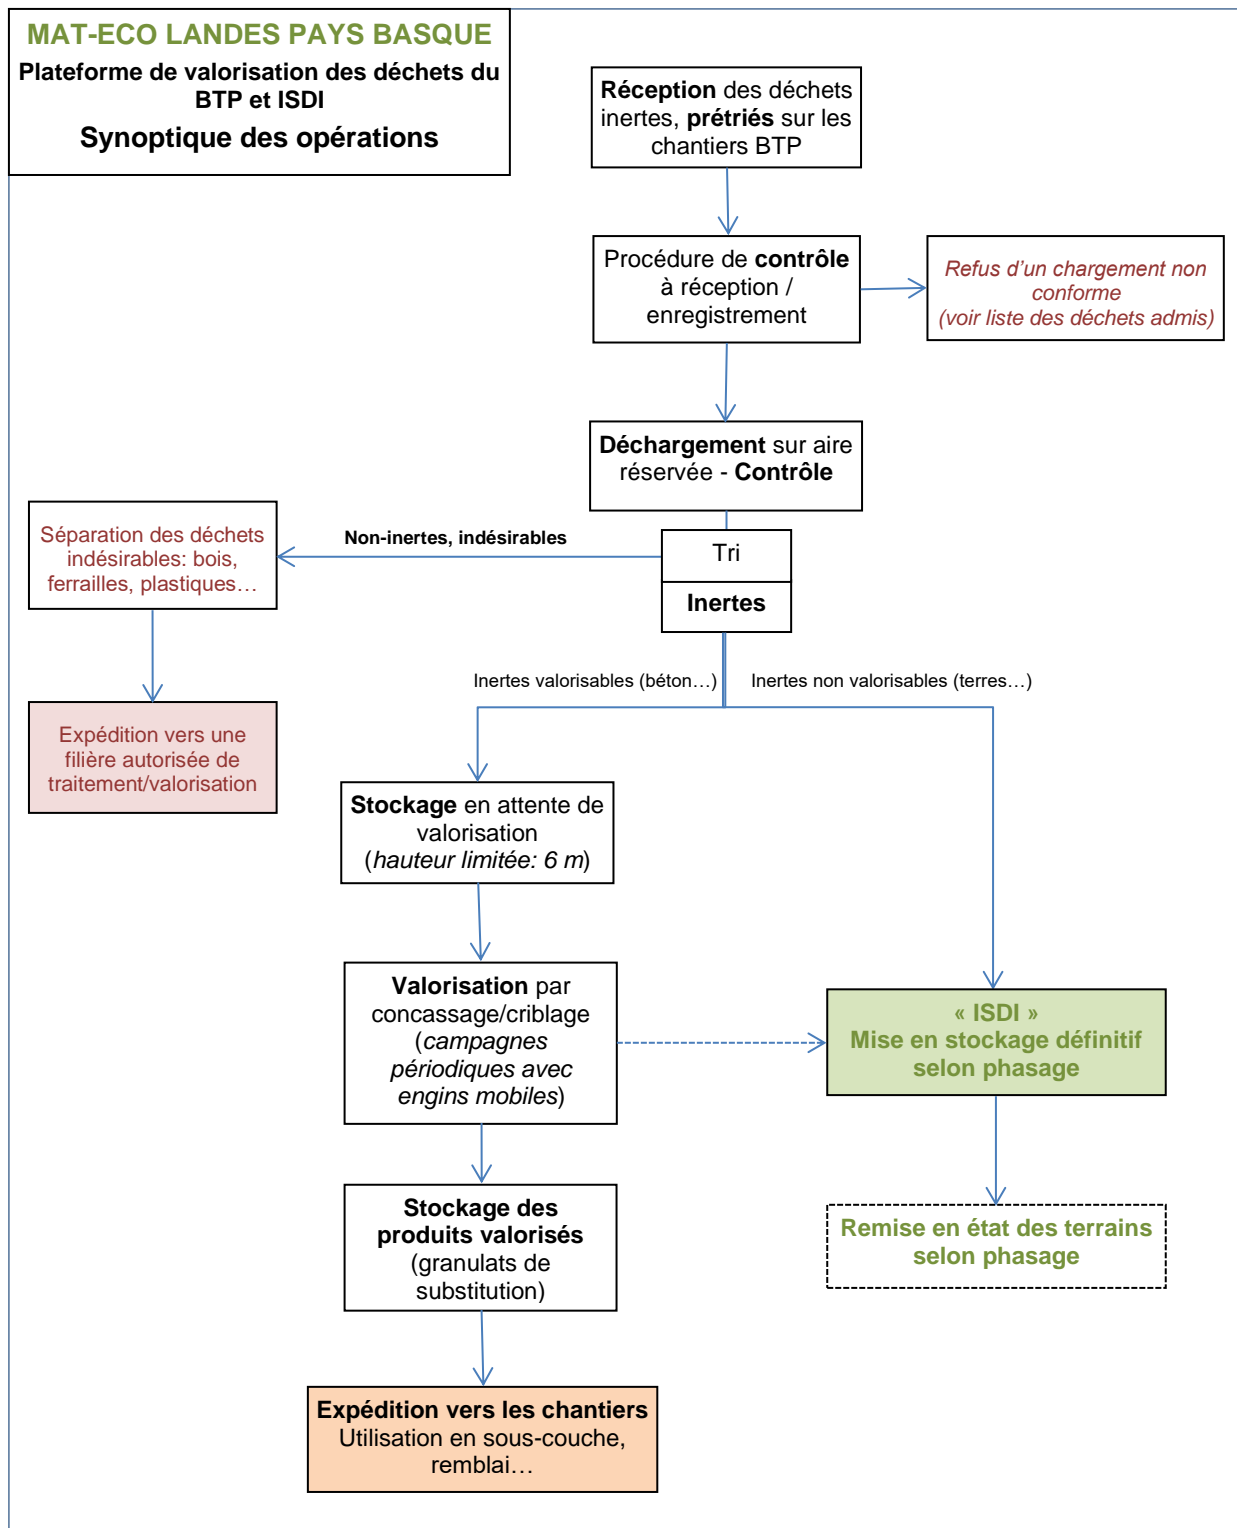 MAT-ECO LANDES PAYS BASQUE
Plateforme de valorisation des déchets du
BTP et ISDI
Synoptique des opérations
Réception des déchets
inertes, prétriés sur les
chantiers BTP
Procédure de contrôle
à réception /
enregistrement
Refus d’un chargement non
conforme
(voir liste des déchets admis)
Déchargement sur aire
réservée - Contrôle
Séparation des déchets
indésirables: bois,
ferrailles, plastiques…
Non-inertes, indésirables
Tri
Inertes
Inertes valorisables (béton…)
Inertes non valorisables (terres…)
Expédition vers une
filière autorisée de
traitement/valorisation
Stockage en attente de
valorisation
(hauteur limitée: 6 m)
Valorisation par
concassage/criblage
(campagnes
périodiques avec
engins mobiles)
« ISDI »
Mise en stockage définitif
selon phasage
Stockage des
produits valorisés
(granulats de
substitution)
Remise en état des terrains
selon phasage
Expédition vers les chantiers
Utilisation en sous-couche,
remblai…